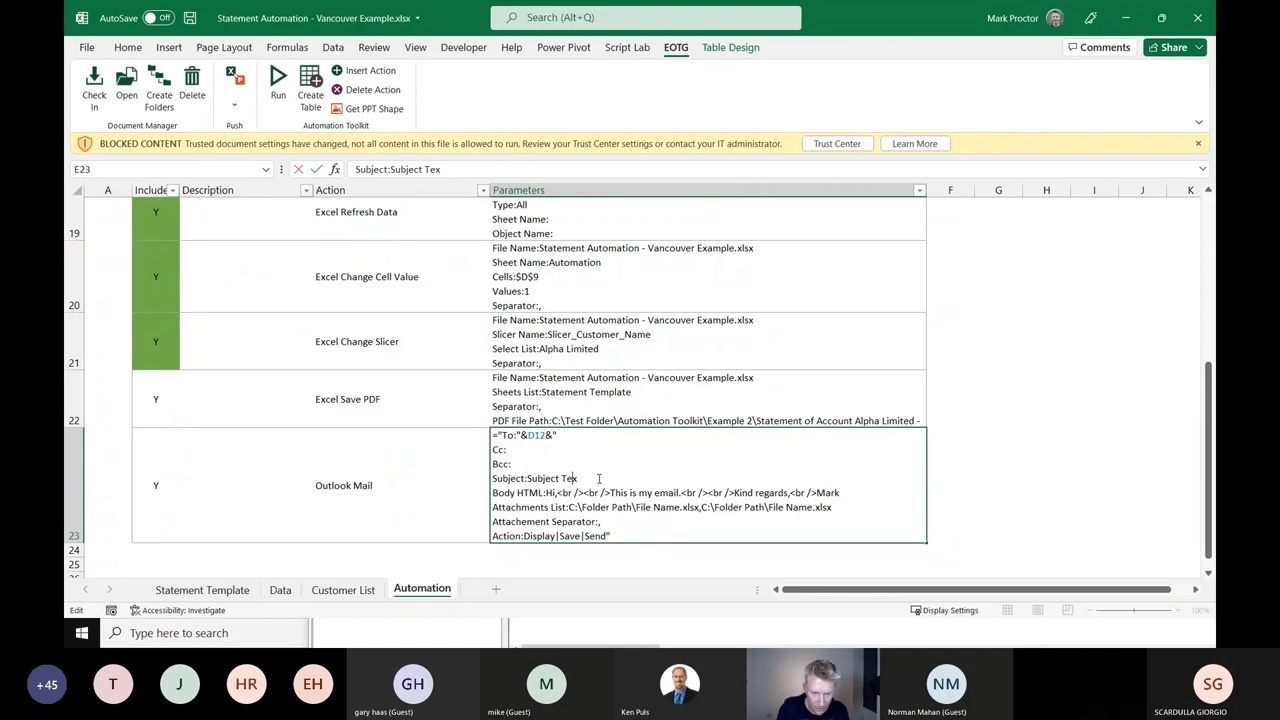 AutoSave Off Statement Automation - Vancouver Example.xlsx Search (Alt+Q) Mark Proctor
File Home Insert Page Layout Formulas Data Review View Developer Help Power Pivot Script Lab EOTG Table Design Comments Share
Check In Open Create Folders Delete Push Run Create Table Insert Action
Delete Action
Get PPT Shape
Document Manager Automation Toolkit
BLOCKED CONTENT Trusted document settings have changed, not all content in this file is allowed to run. Review your Trust Center settings or contact your IT administrator. Trust Center Learn More
E23 fx Subject:Subject Tex
A Include Description Action Parameters F G H I J K
19 Y Excel Refresh Data Type:All
Sheet Name:
Object Name:
20 Y Excel Change Cell Value File Name:Statement Automation - Vancouver Example.xlsx
Sheet Name:Automation
Cells:$D$9
Values:1
Separator:,
21 Y Excel Change Slicer File Name:Statement Automation - Vancouver Example.xlsx
Slicer Name:Slicer_Customer_Name
Select List:Alpha Limited
Separator:,
22 Y Excel Save PDF File Name:Statement Automation - Vancouver Example.xlsx
Sheets List:Statement Template
Separator:,
PDF File Path:C:\Test Folder\Automation Toolkit\Example 2\Statement of Account Alpha Limited -
23 Y Outlook Mail ="To:"&D12&"
Cc:
Bcc:
Subject:Subject Tex
Body HTML:Hi,<br /><br />This is my email.<br /><br />Kind regards,<br />Mark
Attachments List:C:\Folder Path\File Name.xlsx,C:\Folder Path\File Name.xlsx
Attachement Separator:,
Action:Display|Save|Send"
24
25
Statement Template Data Customer List Automation
Edit Accessibility: Investigate Display Settings 100%
Type here to search
+45 T J HR EH GH M NM SG
gary haas (Guest) mike (Guest) Ken Puls Norman Mahan (Guest) SCARDULLA GIORGIO